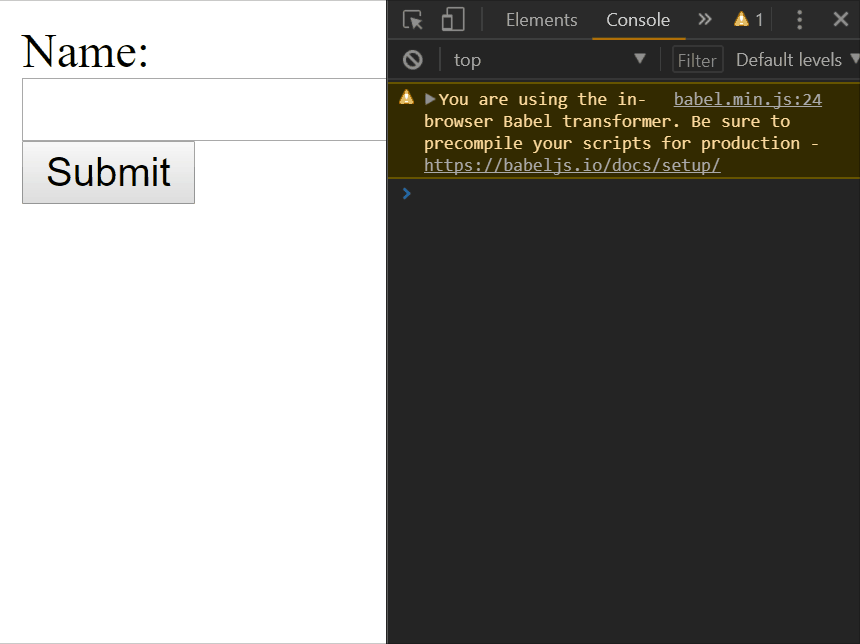 Name:
Submit
Elements Console 1
top Filter Default levels
You are using the in- babel.min.js:24
browser Babel transformer. Be sure to
precompile your scripts for production -
https://babeljs.io/docs/setup/